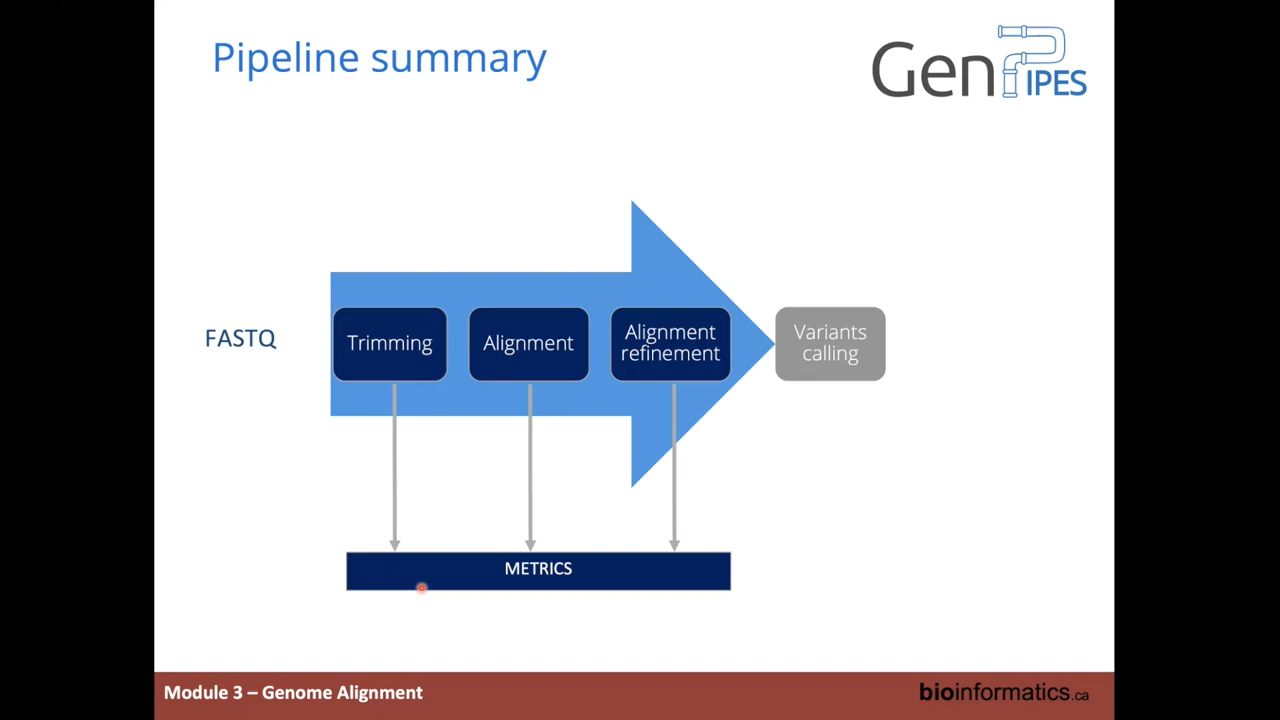 Pipeline summary
GenPIPES
FASTQ
Trimming
Alignment
Alignment
refinement
Variants
calling
METRICS
Module 3 – Genome Alignment
bioinformatics.ca